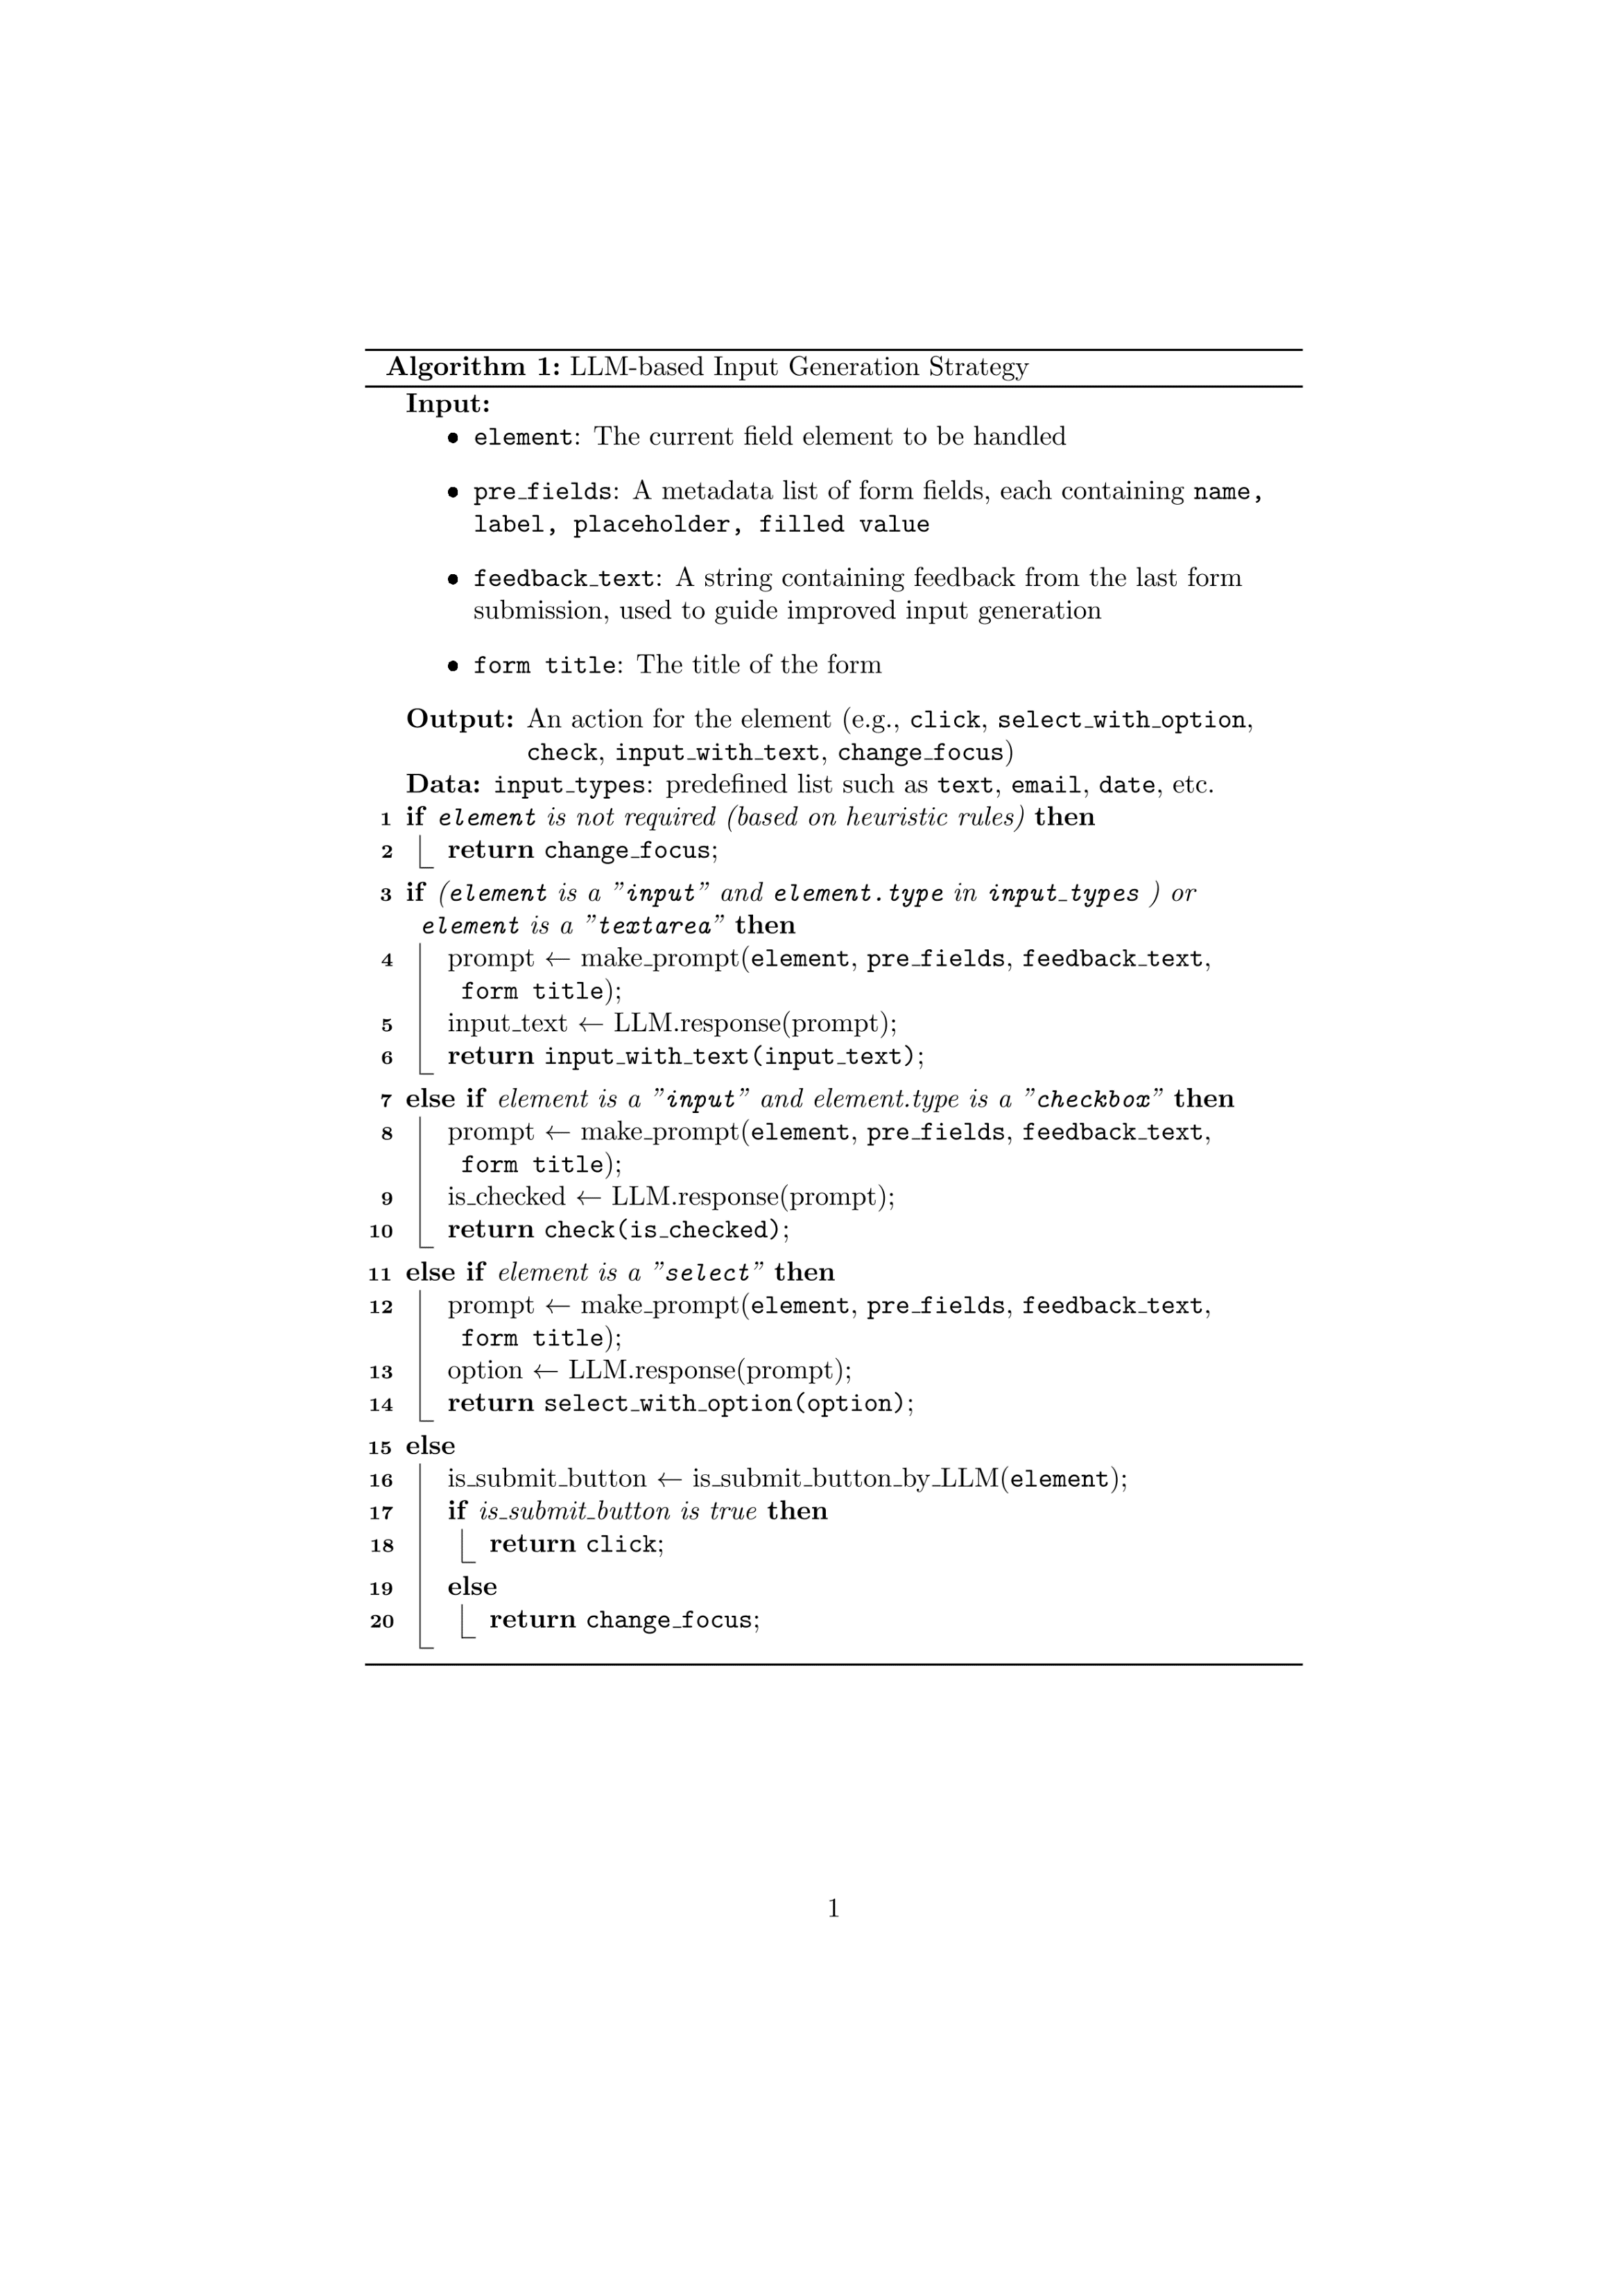 Algorithm 1: LLM-based Input Generation Strategy
Input:
• element: The current field element to be handled
• pre_fields: A metadata list of form fields, each containing name,
label, placeholder, filled value
• feedback_text: A string containing feedback from the last form
submission, used to guide improved input generation
• form title: The title of the form
Output: An action for the element (e.g., click, select_with_option,
check, input_with_text, change_focus)
Data: input_types: predefined list such as text, email, date, etc.
1 if element is not required (based on heuristic rules) then
2 return change_focus;
3 if (element is a ”input” and element.type in input_types ) or
element is a ”textarea” then
4 prompt ← make_prompt(element, pre_fields, feedback_text,
form title);
5 input_text ← LLM.response(prompt);
6 return input_with_text(input_text);
7 else if element is a ”input” and element.type is a ”checkbox” then
8 prompt ← make_prompt(element, pre_fields, feedback_text,
form title);
9 is_checked ← LLM.response(prompt);
10 return check(is_checked);
11 else if element is a ”select” then
12 prompt ← make_prompt(element, pre_fields, feedback_text,
form title);
13 option ← LLM.response(prompt);
14 return select_with_option(option);
15 else
16 is_submit_button ← is_submit_button_by_LLM(element);
17 if is_submit_button is true then
18 return click;
19 else
20 return change_focus;
1